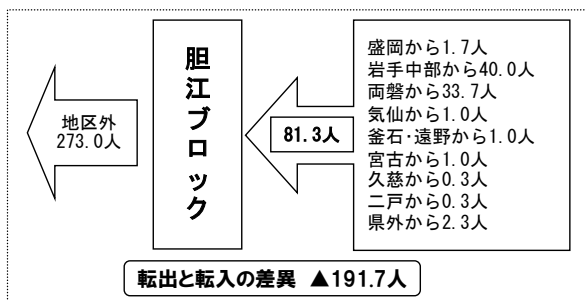 地区外
273.0人
胆江ブロック
81.3人
盛岡から1.7人
岩手中部から40.0人
両磐から33.7人
気仙から1.0人
釜石・遠野から1.0人
宮古から1.0人
久慈から0.3人
二戸から0.3人
県外から2.3人
転出と転入の差異 ▲191.7人